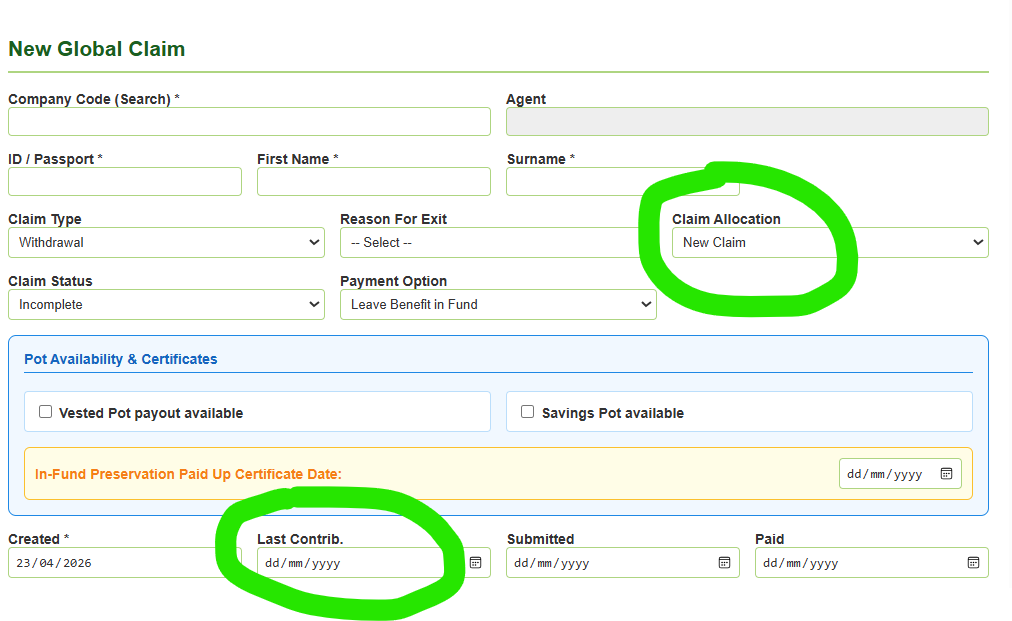 New Global Claim
Company Code (Search) *
Agent
ID / Passport *
First Name *
Surname *
Claim Type
Reason For Exit
Claim Allocation
Withdrawal
-- Select --
New Claim
Claim Status
Payment Option
Incomplete
Leave Benefit in Fund
Pot Availability & Certificates
Vested Pot payout available
Savings Pot available
In-Fund Preservation Paid Up Certificate Date:
dd/mm/yyyy
Created *
Last Contrib.
Submitted
Paid
23/04/2026
dd/mm/yyyy
dd/mm/yyyy
dd/mm/yyyy